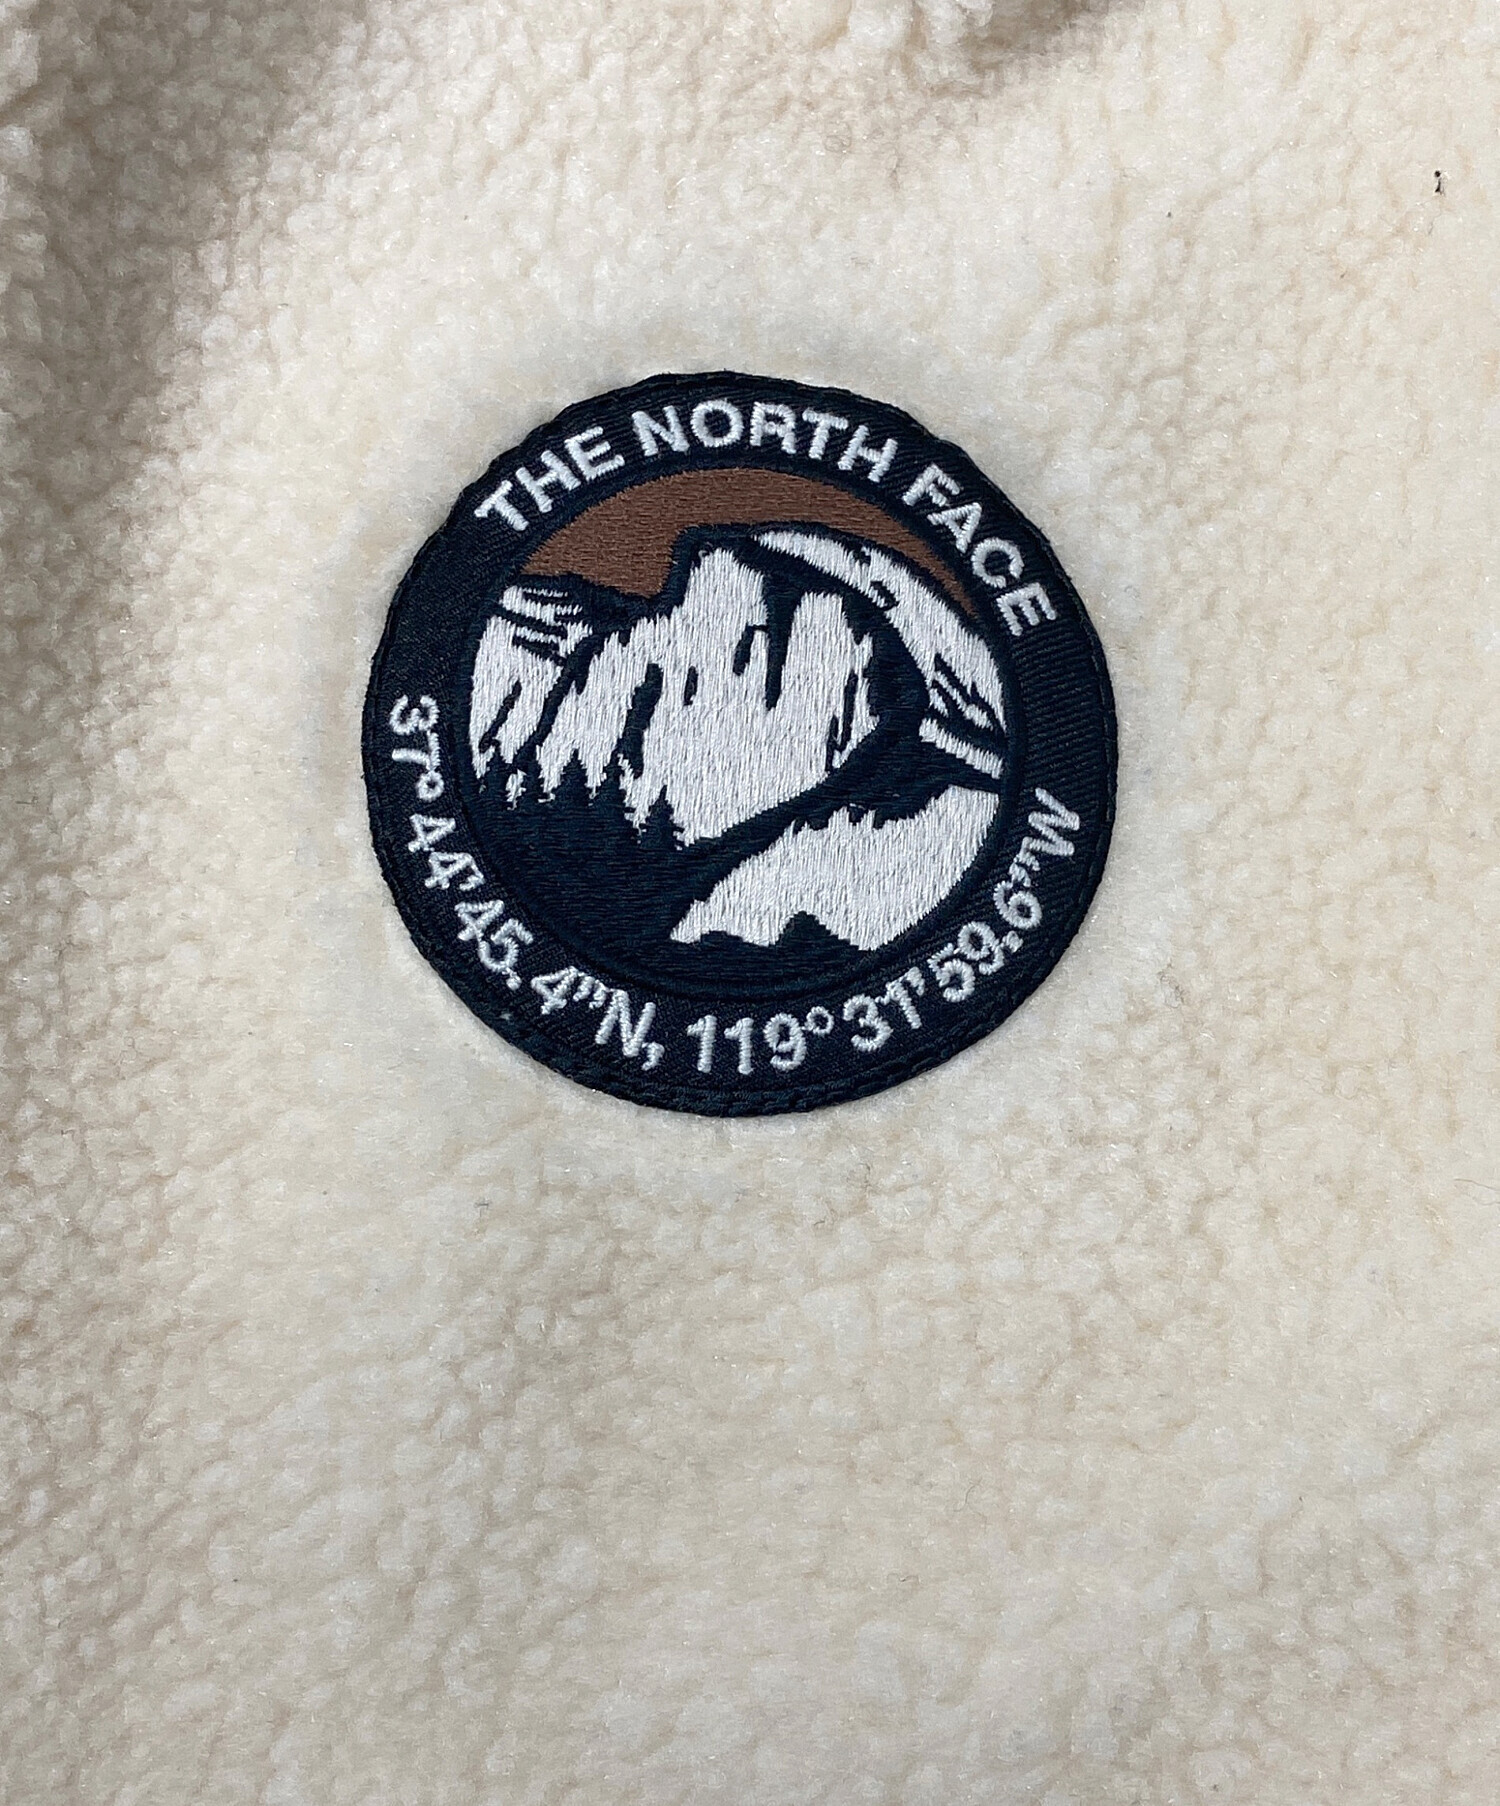 THE NORTH FACE
37° 44' 45.4"N, 119° 31' 59.6"W